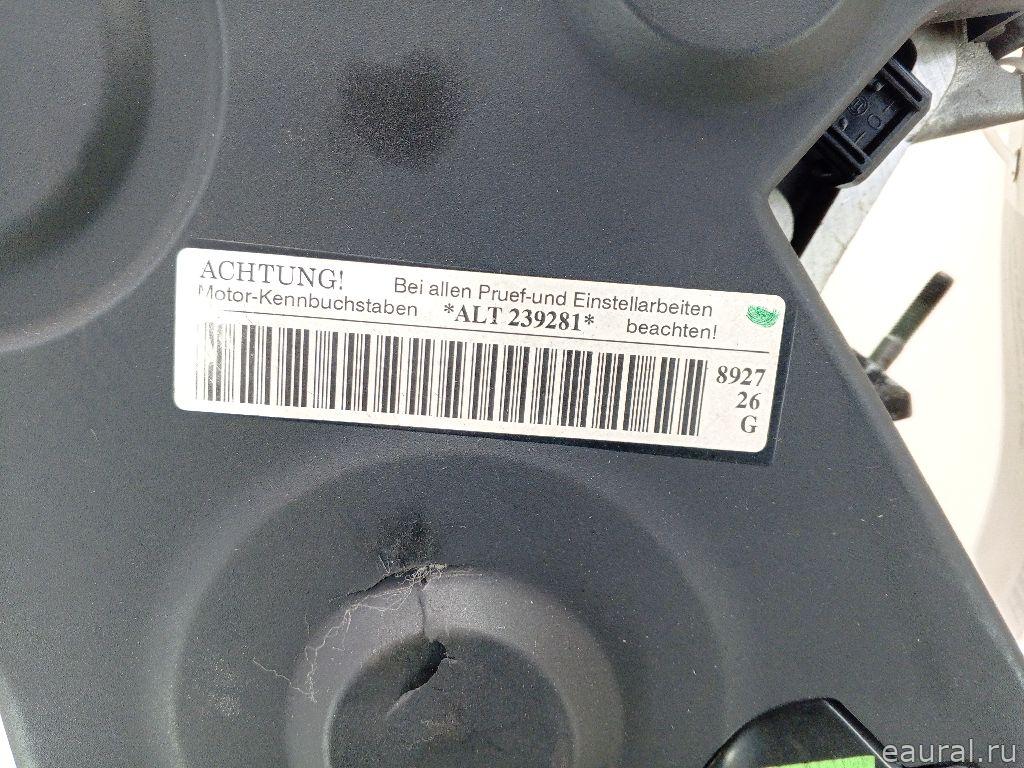 ACHTUNG! Bei allen Pruef-und Einstellarbeiten
Motor-Kennbuchstaben *ALT 239281* beachten!
8927
26
G
eaural.ru